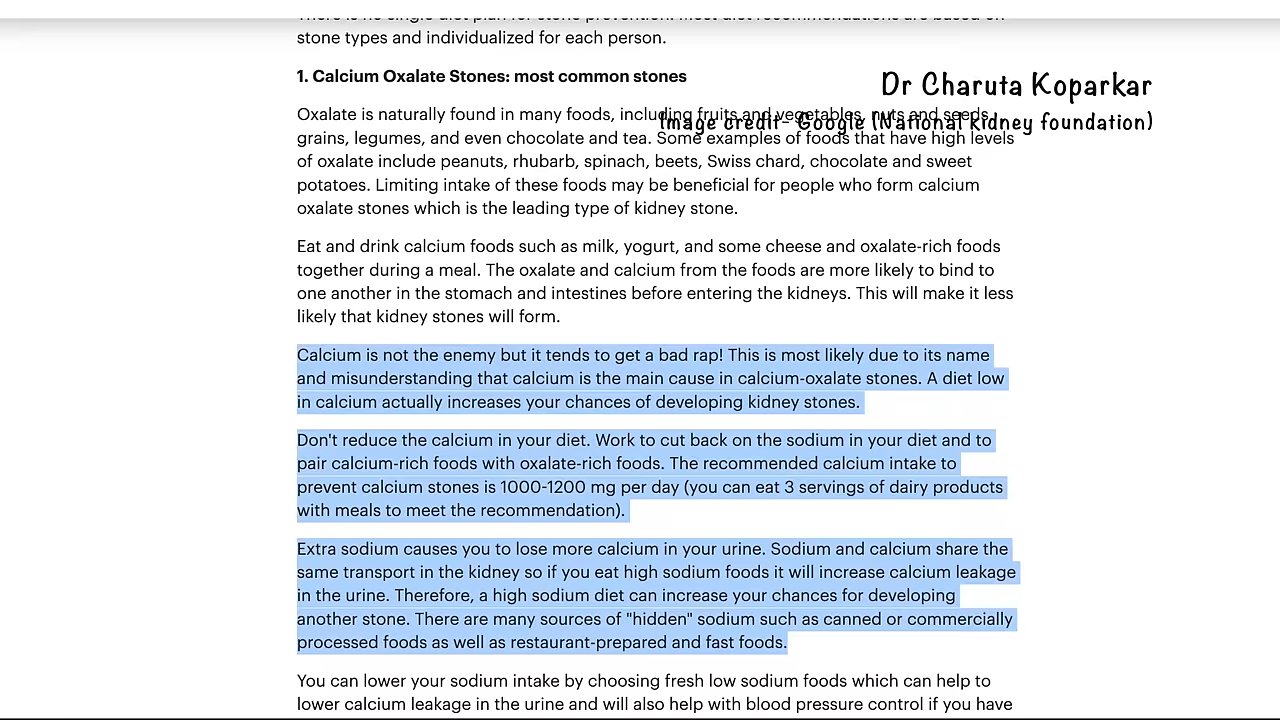 There is no single diet plan for stone prevention. Most diet recommendations are based on
stone types and individualized for each person.
1. Calcium Oxalate Stones: most common stones
Dr Charuta Koparkar
Oxalate is naturally found in many foods, including fruits and vegetables, nuts and seeds,
Image credit- Google (National kidney foundation)
grains, legumes, and even chocolate and tea. Some examples of foods that have high levels
of oxalate include peanuts, rhubarb, spinach, beets, Swiss chard, chocolate and sweet
potatoes. Limiting intake of these foods may be beneficial for people who form calcium
oxalate stones which is the leading type of kidney stone.
Eat and drink calcium foods such as milk, yogurt, and some cheese and oxalate-rich foods
together during a meal. The oxalate and calcium from the foods are more likely to bind to
one another in the stomach and intestines before entering the kidneys. This will make it less
likely that kidney stones will form.
Calcium is not the enemy but it tends to get a bad rap! This is most likely due to its name
and misunderstanding that calcium is the main cause in calcium-oxalate stones. A diet low
in calcium actually increases your chances of developing kidney stones.
Don't reduce the calcium in your diet. Work to cut back on the sodium in your diet and to
pair calcium-rich foods with oxalate-rich foods. The recommended calcium intake to
prevent calcium stones is 1000-1200 mg per day (you can eat 3 servings of dairy products
with meals to meet the recommendation).
Extra sodium causes you to lose more calcium in your urine. Sodium and calcium share the
same transport in the kidney so if you eat high sodium foods it will increase calcium leakage
in the urine. Therefore, a high sodium diet can increase your chances for developing
another stone. There are many sources of "hidden" sodium such as canned or commercially
processed foods as well as restaurant-prepared and fast foods.
You can lower your sodium intake by choosing fresh low sodium foods which can help to
lower calcium leakage in the urine and will also help with blood pressure control if you have